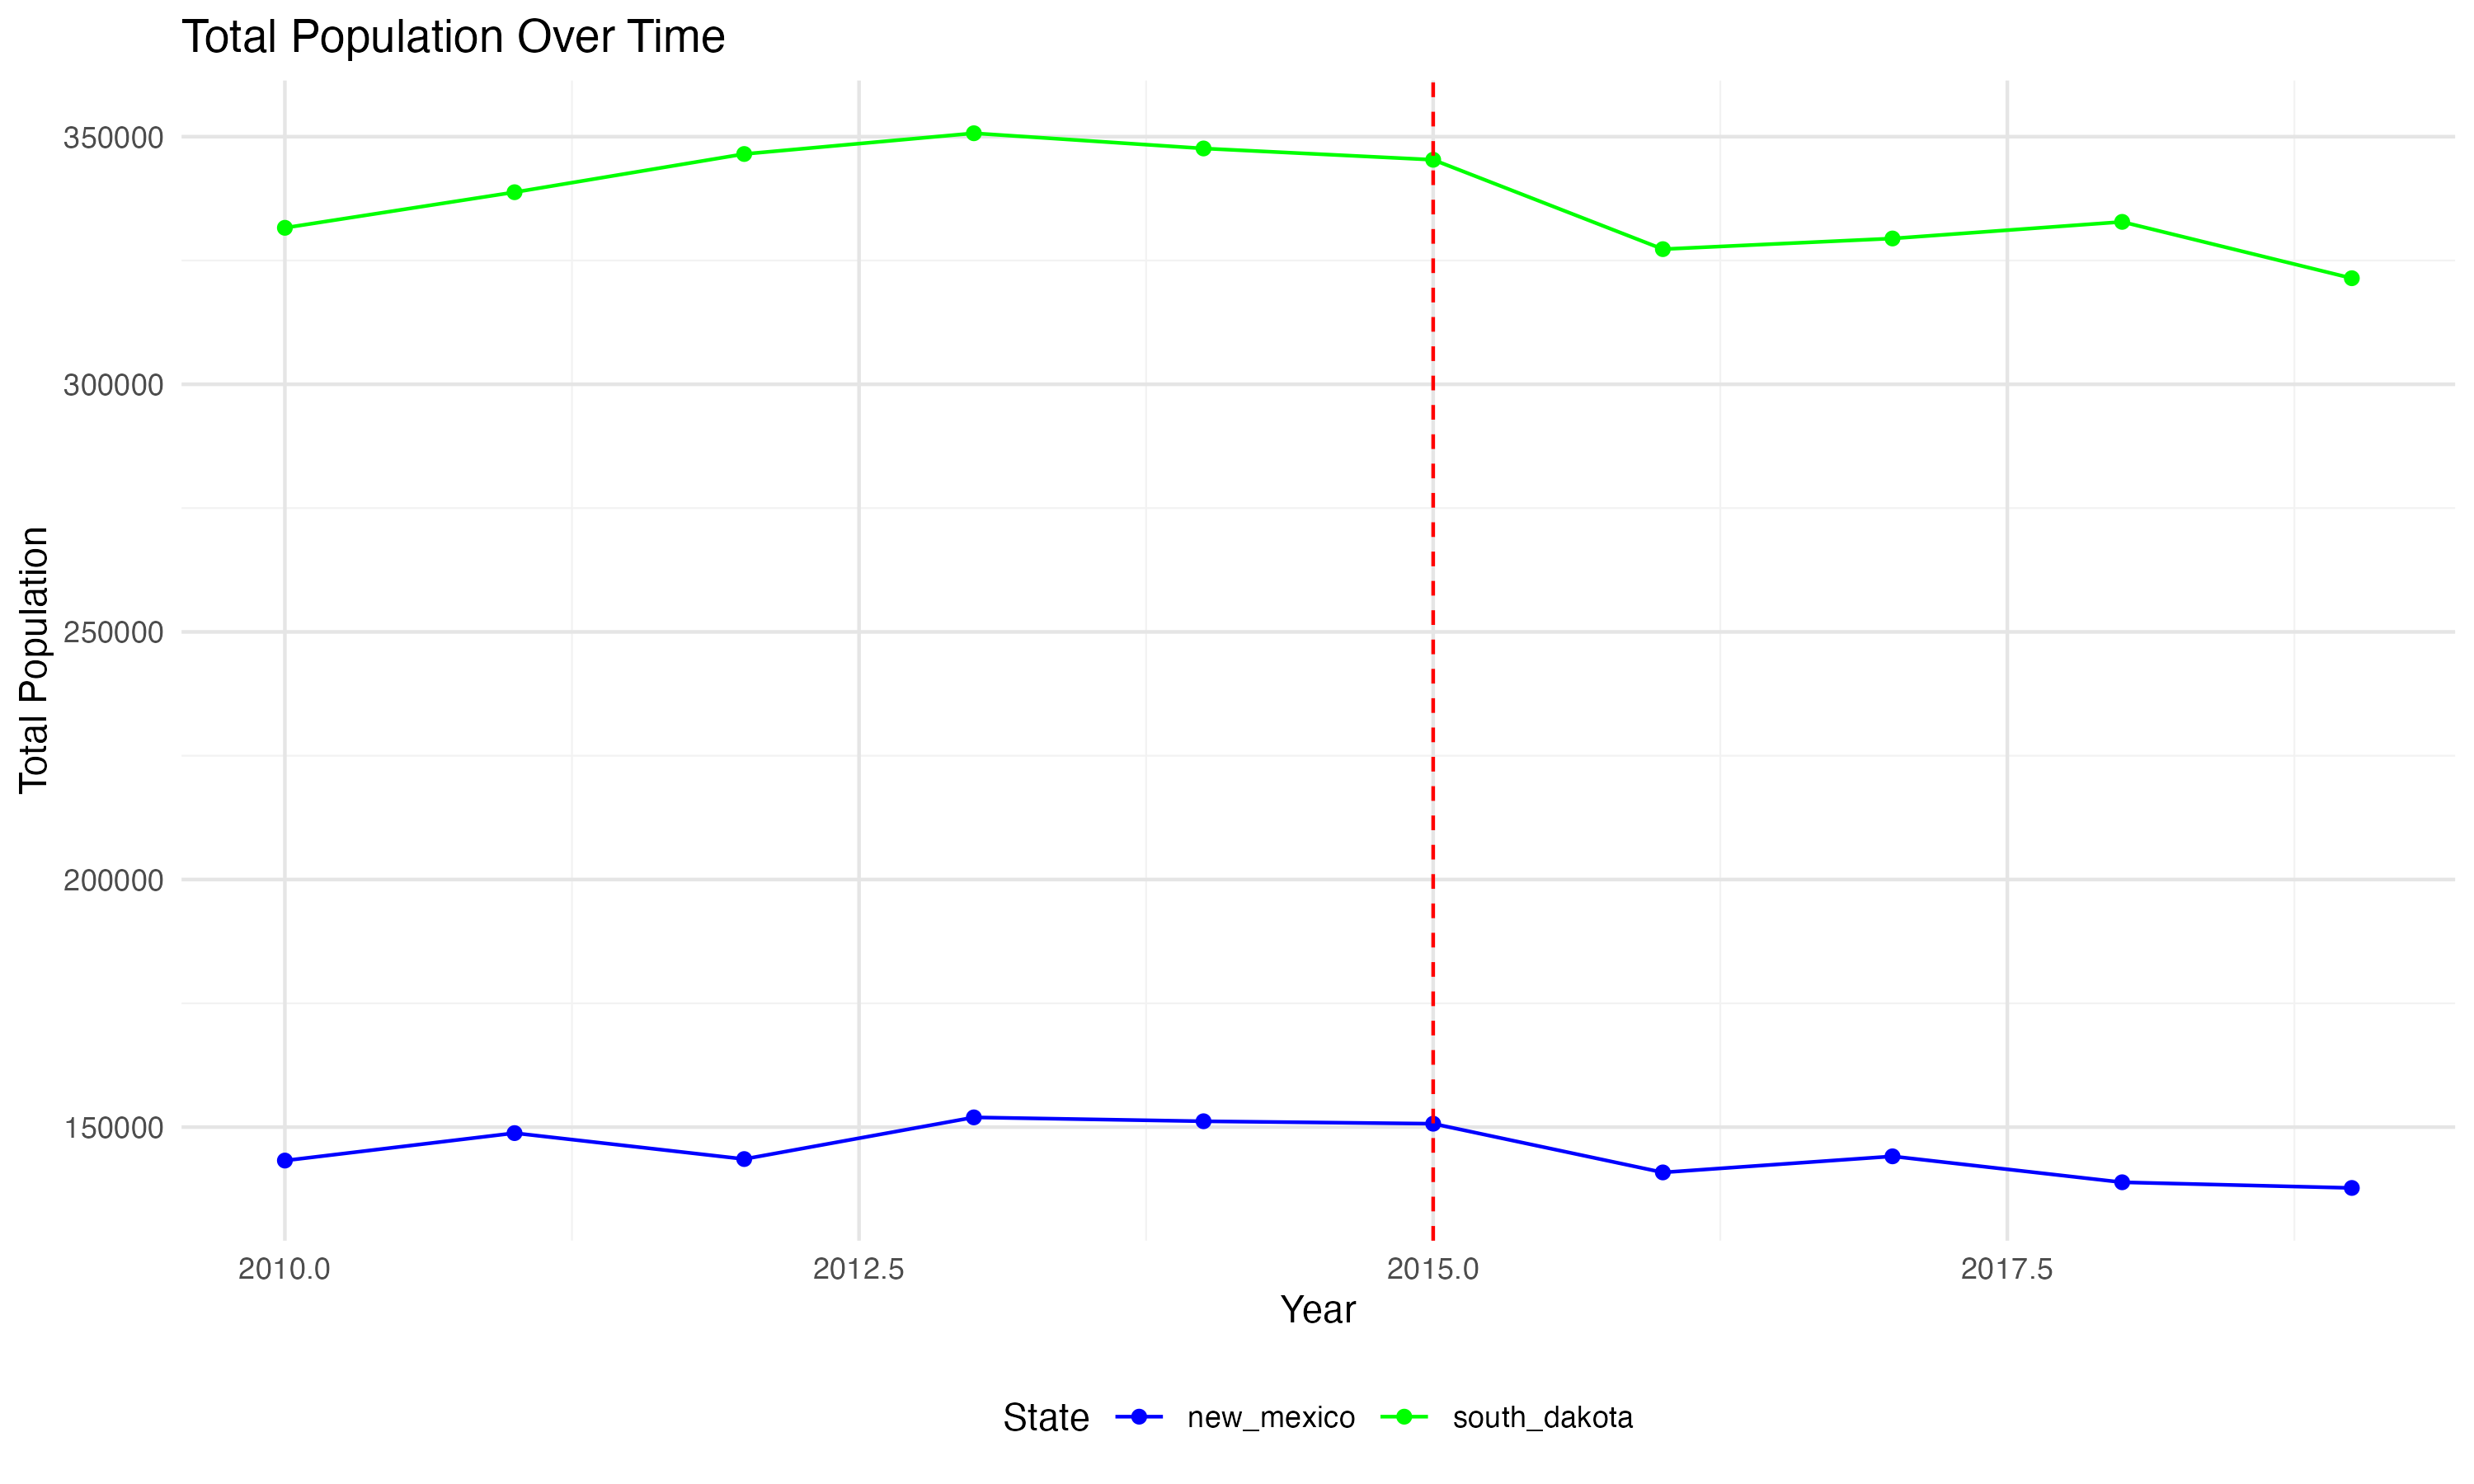 Total Population Over Time
Total Population
350000
300000
250000
200000
150000
2010.0 2012.5 2015.0 2017.5
Year
State new_mexico south_dakota